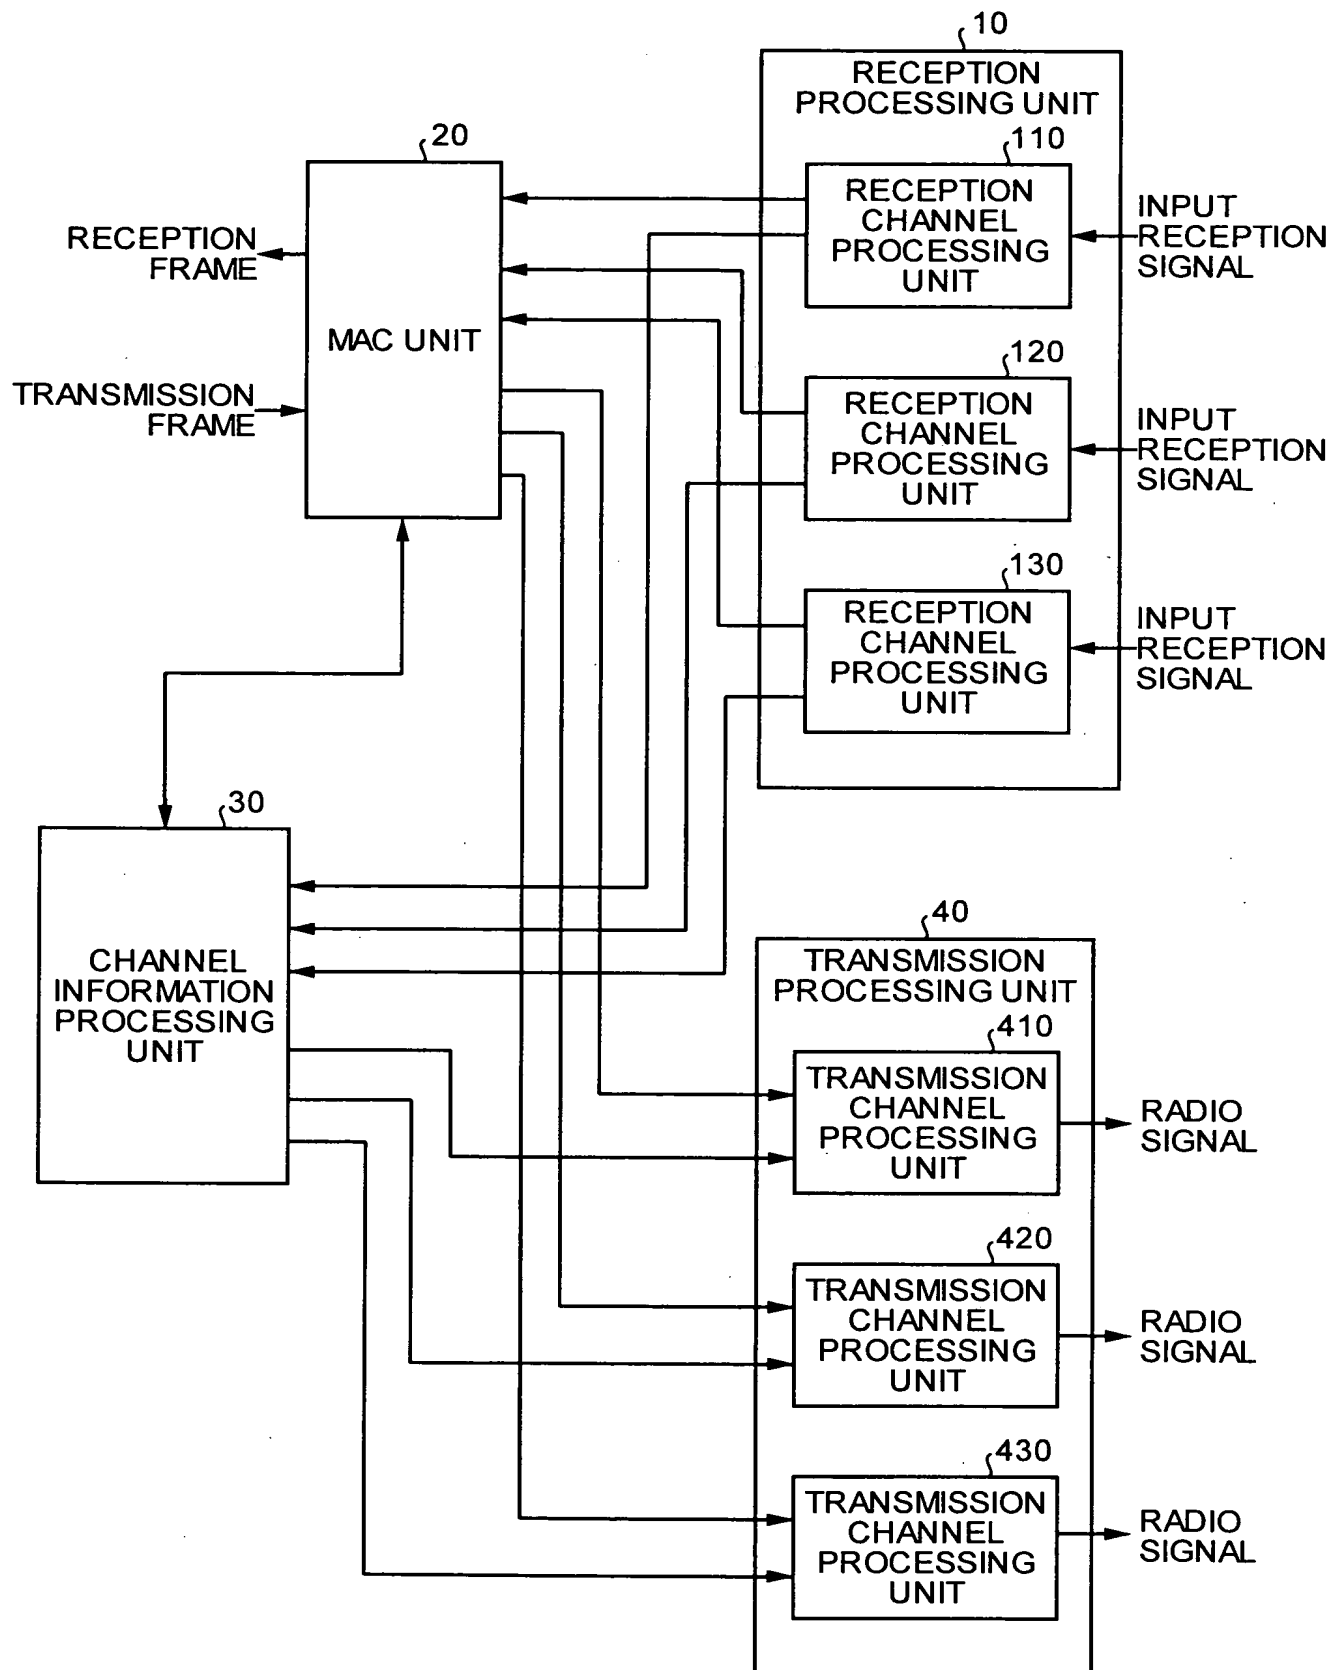 10
RECEPTION
PROCESSING UNIT
20
110
RECEPTION
CHANNEL
PROCESSING
UNIT
INPUT
RECEPTION
SIGNAL
RECEPTION
FRAME
MAC UNIT
TRANSMISSION
FRAME
120
RECEPTION
CHANNEL
PROCESSING
UNIT
INPUT
RECEPTION
SIGNAL
130
RECEPTION
CHANNEL
PROCESSING
UNIT
INPUT
RECEPTION
SIGNAL
30
CHANNEL
INFORMATION
PROCESSING
UNIT
40
TRANSMISSION
PROCESSING UNIT
410
TRANSMISSION
CHANNEL
PROCESSING
UNIT
RADIO
SIGNAL
420
TRANSMISSION
CHANNEL
PROCESSING
UNIT
RADIO
SIGNAL
430
TRANSMISSION
CHANNEL
PROCESSING
UNIT
RADIO
SIGNAL